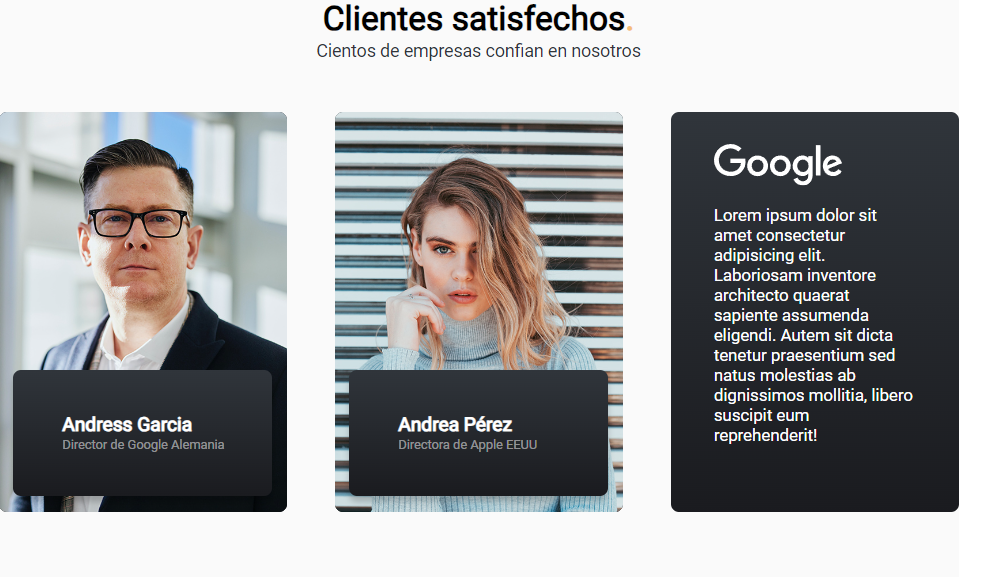 Clientes satisfechos.
Cientos de empresas confian en nosotros
Andress Garcia
Director de Google Alemania
Andrea Pérez
Directora de Apple EEUU
Google
Lorem ipsum dolor sit
amet consectetur
adipisicing elit.
Laboriosam inventore
architecto quaerat
sapiente assumenda
eligendi. Autem sit dicta
tenetur praesentium sed
natus molestias ab
dignissimos mollitia, libero
suscipit eum
reprehenderit!